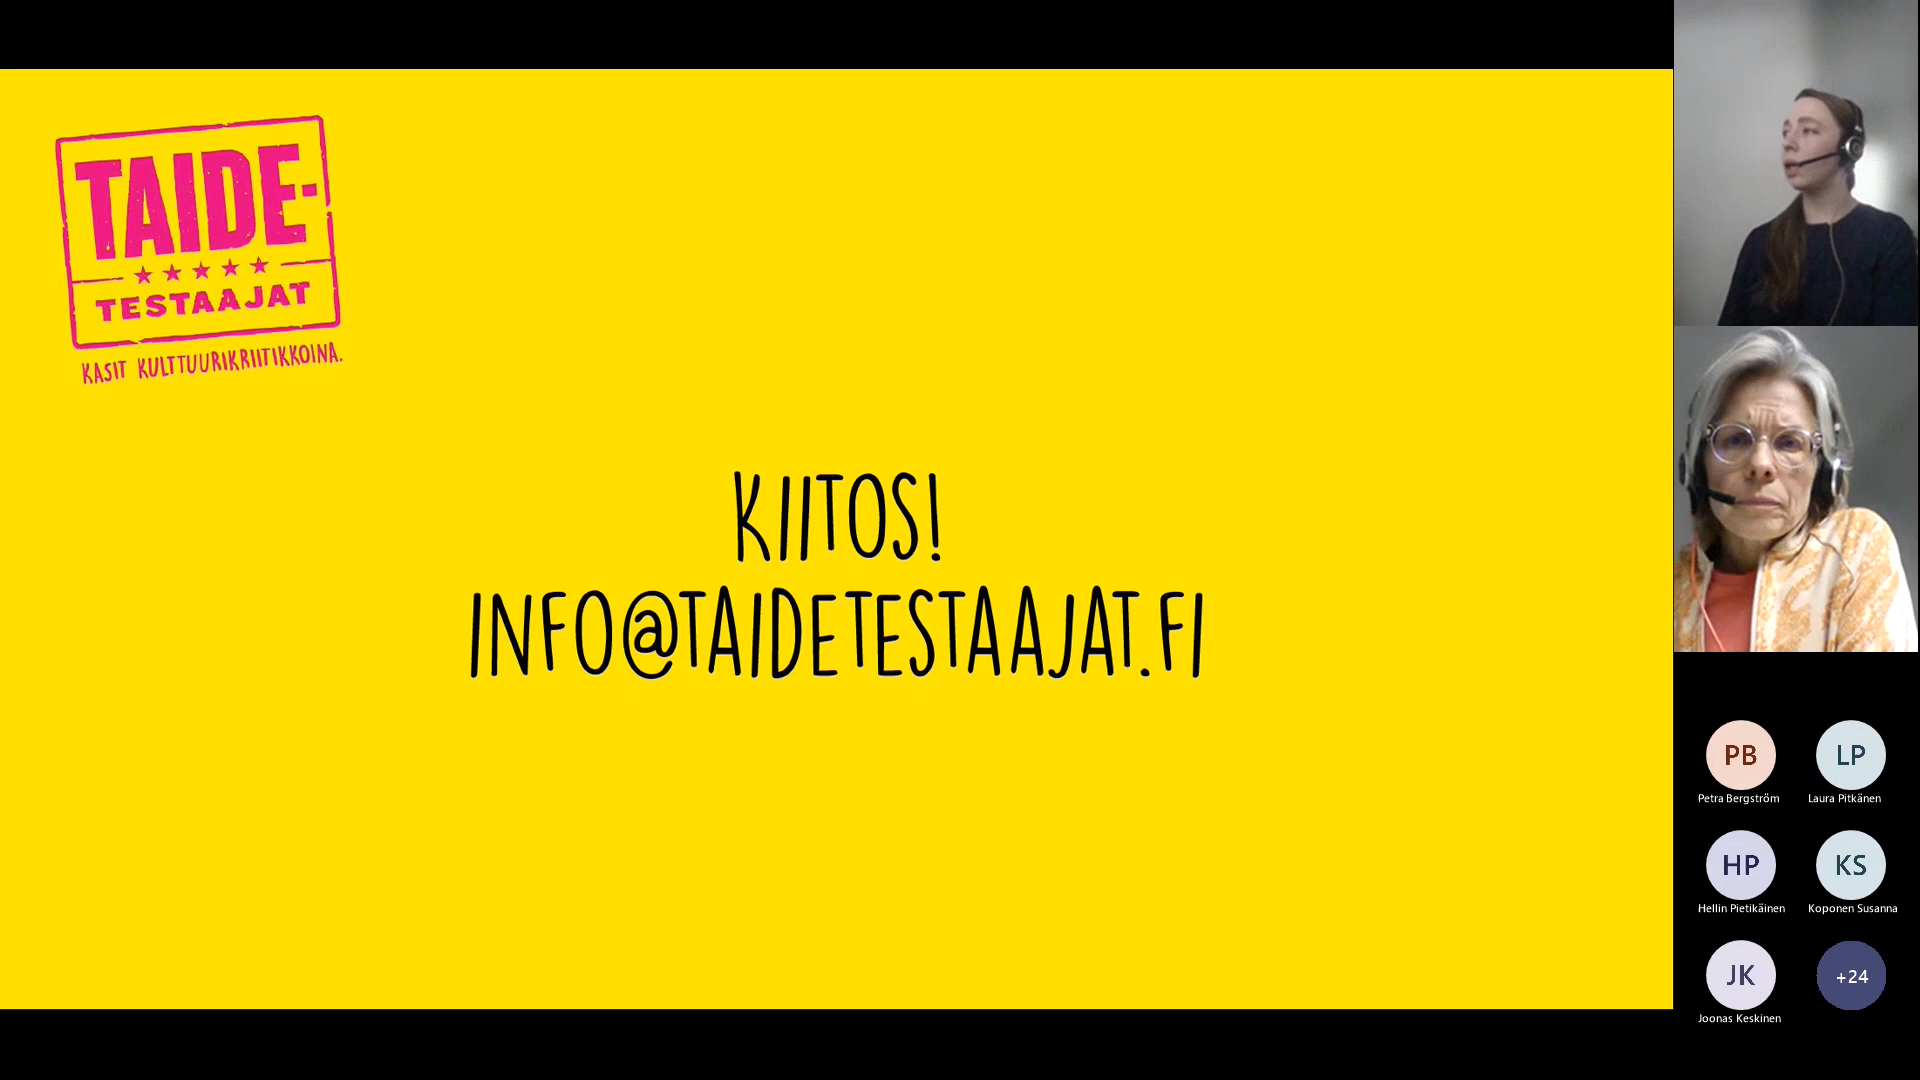 TAIDE-
TESTAAJAT
KASIT KULTTUURIKRIITIKKOINA.
KIITOS!
INFO@TAIDETESTAAJAT.FI
PB
Petra Bergström
LP
Laura Pitkänen
HP
Hellin Pietikäinen
KS
Koponen Susanna
JK
Joonas Keskinen
+24